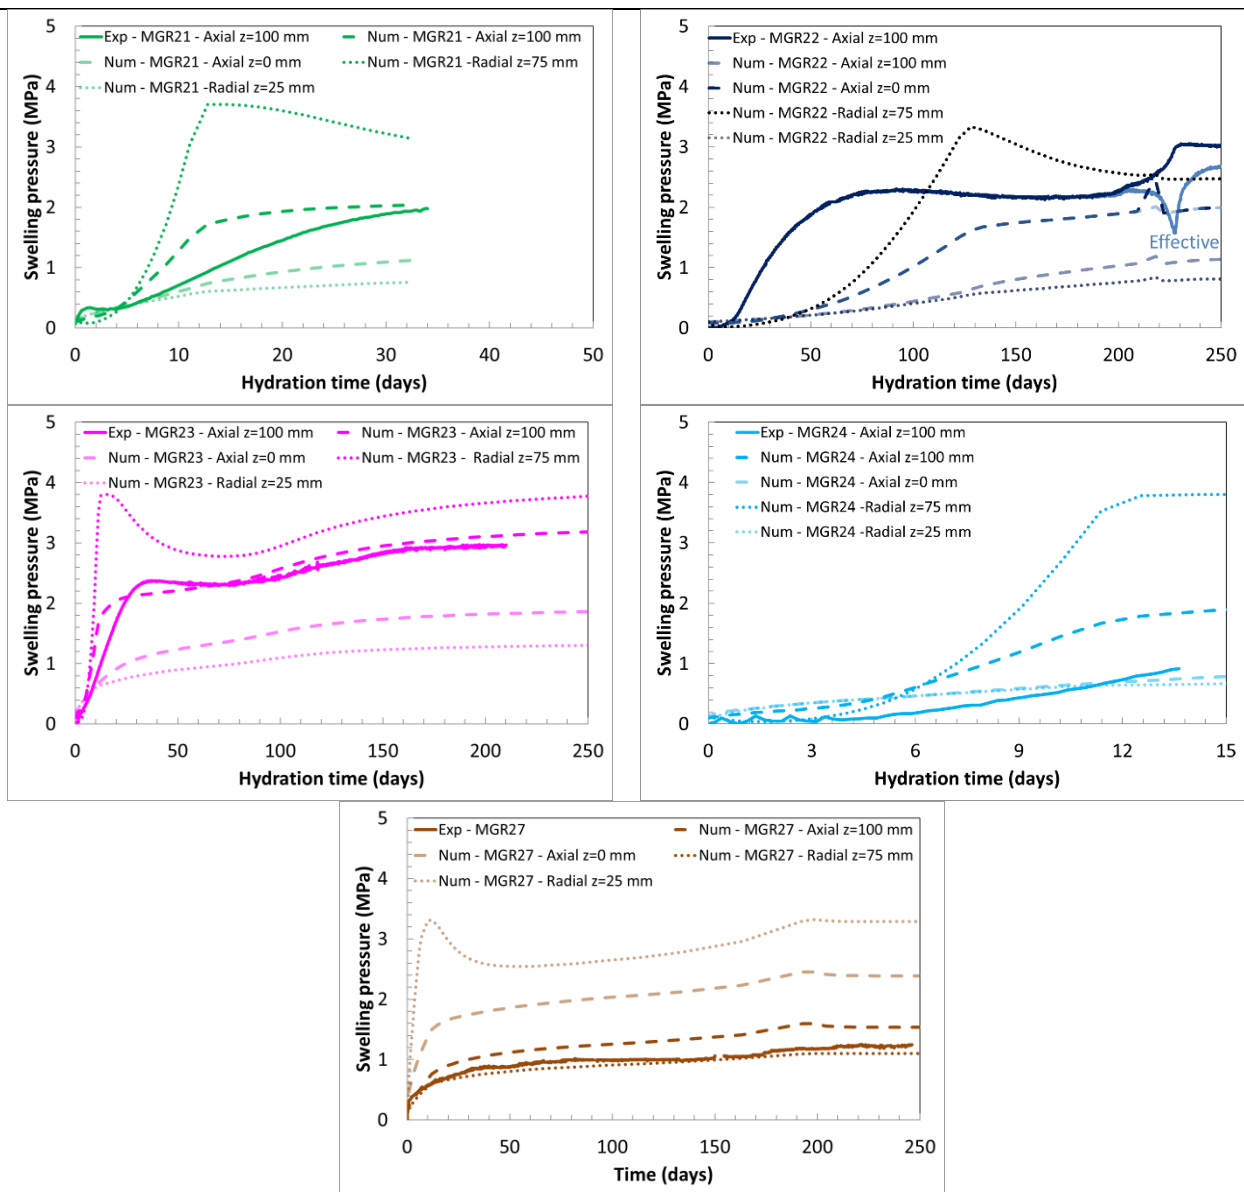 Exp - MGR21 - Axial z=100 mm
Num - MGR21 - Axial z=100 mm
Num - MGR21 - Axial z=0 mm
Num - MGR21 -Radial z=75 mm
Num - MGR21 -Radial z=25 mm
Swelling pressure (MPa)
5
4
3
2
1
0
0 10 20 30 40 50
Hydration time (days)
Exp - MGR22 - Axial z=100 mm
Num - MGR22 - Axial z=100 mm
Num - MGR22 - Axial z=0 mm
Num - MGR22 -Radial z=75 mm
Num - MGR22 -Radial z=25 mm
Effective
Swelling pressure (MPa)
5
4
3
2
1
0
0 50 100 150 200 250
Hydration time (days)
Exp - MGR23 - Axial z=100 mm
Num - MGR23 - Axial z=100 mm
Num - MGR23 - Axial z=0 mm
Num - MGR23 - Radial z=75 mm
Num - MGR23 - Radial z=25 mm
Swelling pressure (MPa)
5
4
3
2
1
0
0 50 100 150 200 250
Hydration time (days)
Exp - MGR24 - Axial z=100 mm
Num - MGR24 - Axial z=100 mm
Num - MGR24 - Axial z=0 mm
Num - MGR24 -Radial z=75 mm
Num - MGR24 -Radial z=25 mm
Swelling pressure (MPa)
5
4
3
2
1
0
0 3 6 9 12 15
Hydration time (days)
Exp - MGR27
Num - MGR27 - Axial z=100 mm
Num - MGR27 - Axial z=0 mm
Num - MGR27 - Radial z=75 mm
Num - MGR27 - Radial z=25 mm
Swelling pressure (MPa)
5
4
3
2
1
0
0 50 100 150 200 250
Time (days)